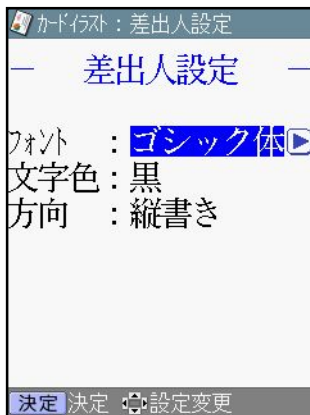 ｶｰﾄﾞｲﾗｽﾄ：差出人設定
－ 差出人設定 －
ﾌｫﾝﾄ ：ゴシック体
文字色：黒
方向 ：縦書き
決定 決定 設定変更